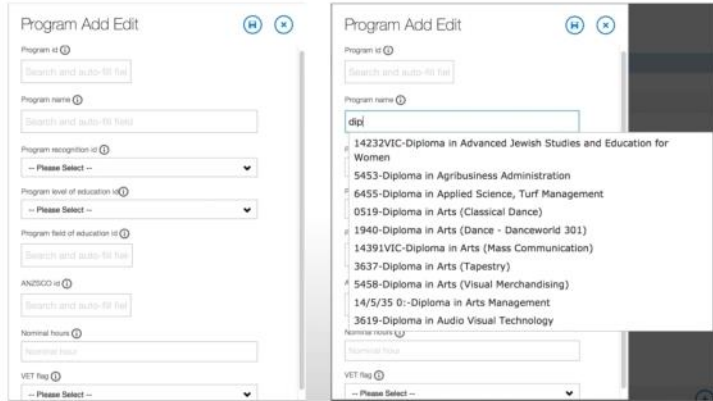 Program Add Edit
Program id
Search and auto-fill fiel
Program name
Search and auto-fill field
Program recognition id
-- Please Select --
Program level of education id
-- Please Select --
Program field of education id
Search and auto-fill fiel
ANZSCO id
Search and auto-fill fiel
Nominal hours
Nominal hour
VET flag
-- Please Select --
Program Add Edit
Program id
Search and auto-fill fiel
Program name
dip
14232VIC-Diploma in Advanced Jewish Studies and Education for
Women
5453-Diploma in Agribusiness Administration
6455-Diploma in Applied Science, Turf Management
0519-Diploma in Arts (Classical Dance)
1940-Diploma in Arts (Dance - Danceworld 301)
14391VIC-Diploma in Arts (Mass Communication)
3637-Diploma in Arts (Tapestry)
5458-Diploma in Arts (Visual Merchandising)
14/5/35 0:-Diploma in Arts Management
3619-Diploma in Audio Visual Technology
Nominal hours
Nominal hour
VET flag
-- Please Select --